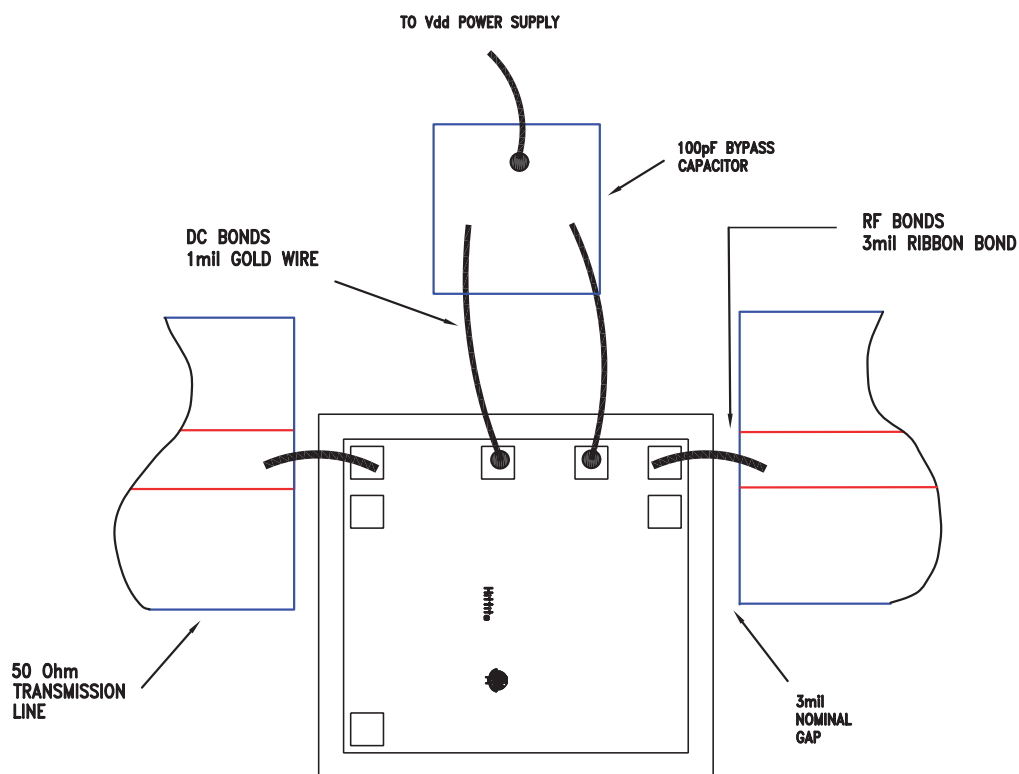 TO Vdd POWER SUPPLY
100pF BYPASS
CAPACITOR
RF BONDS
3mil RIBBON BOND
DC BONDS
1mil GOLD WIRE
50 Ohm
TRANSMISSION
LINE
3mil
NOMINAL
GAP